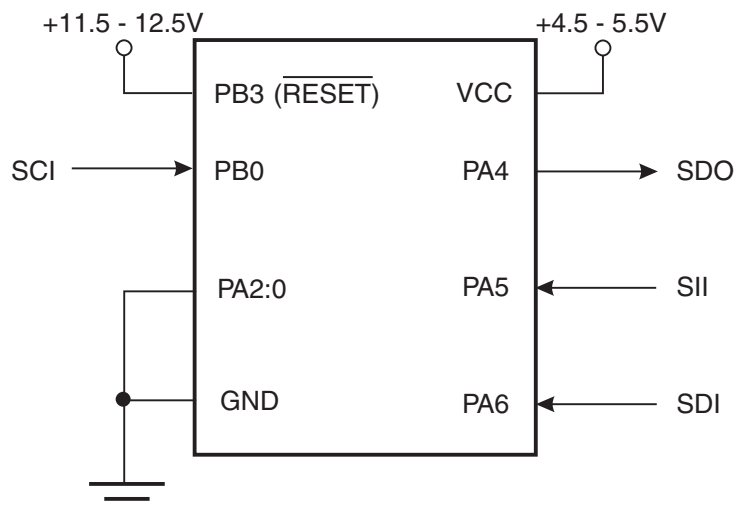 +11.5 - 12.5V
+4.5 - 5.5V
PB3 (RESET)
VCC
SCI
PB0
PA4
SDO
PA2:0
PA5
SII
GND
PA6
SDI